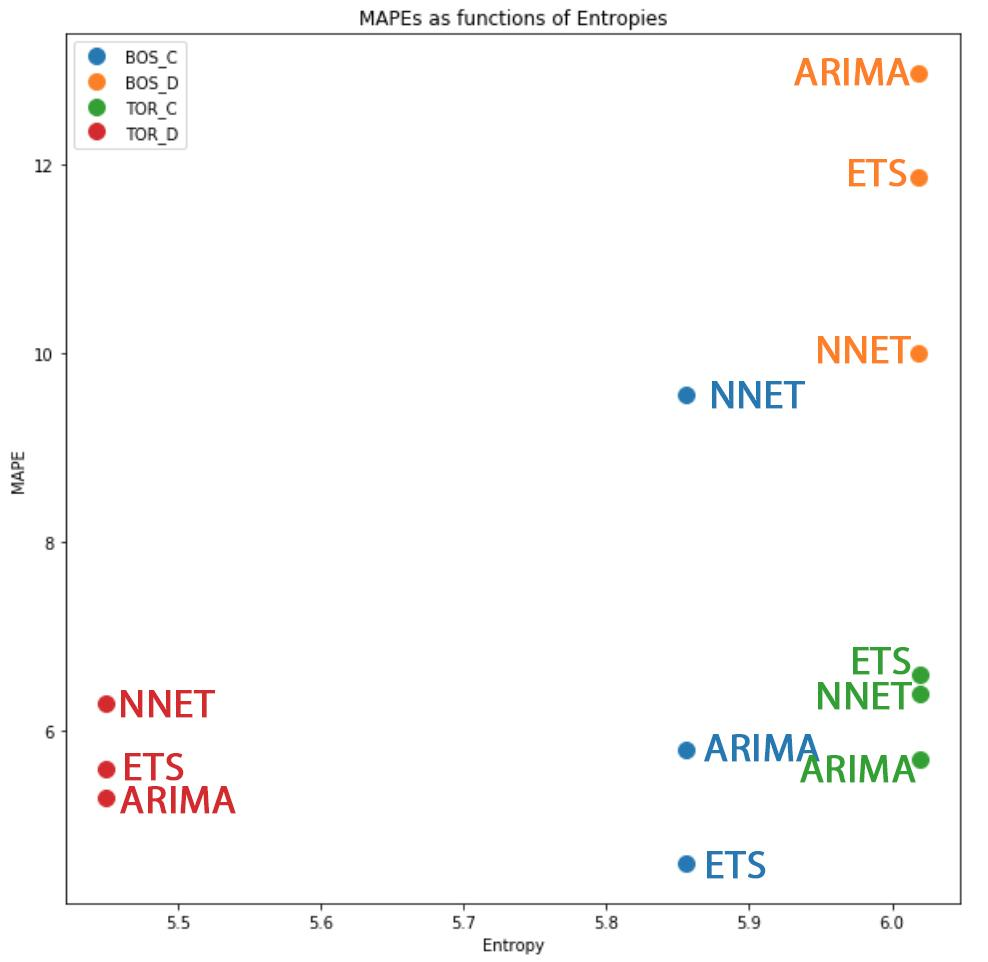 MAPEs as functions of Entropies
BOS_C
BOS_D
TOR_C
TOR_D
ARIMA
ETS
NNET
NNET
ETS
NNET
ARIMA
ARIMA
ETS
NNET
ETS
ARIMA
12
10
8
6
MAPE
5.5 5.6 5.7 5.8 5.9 6.0
Entropy